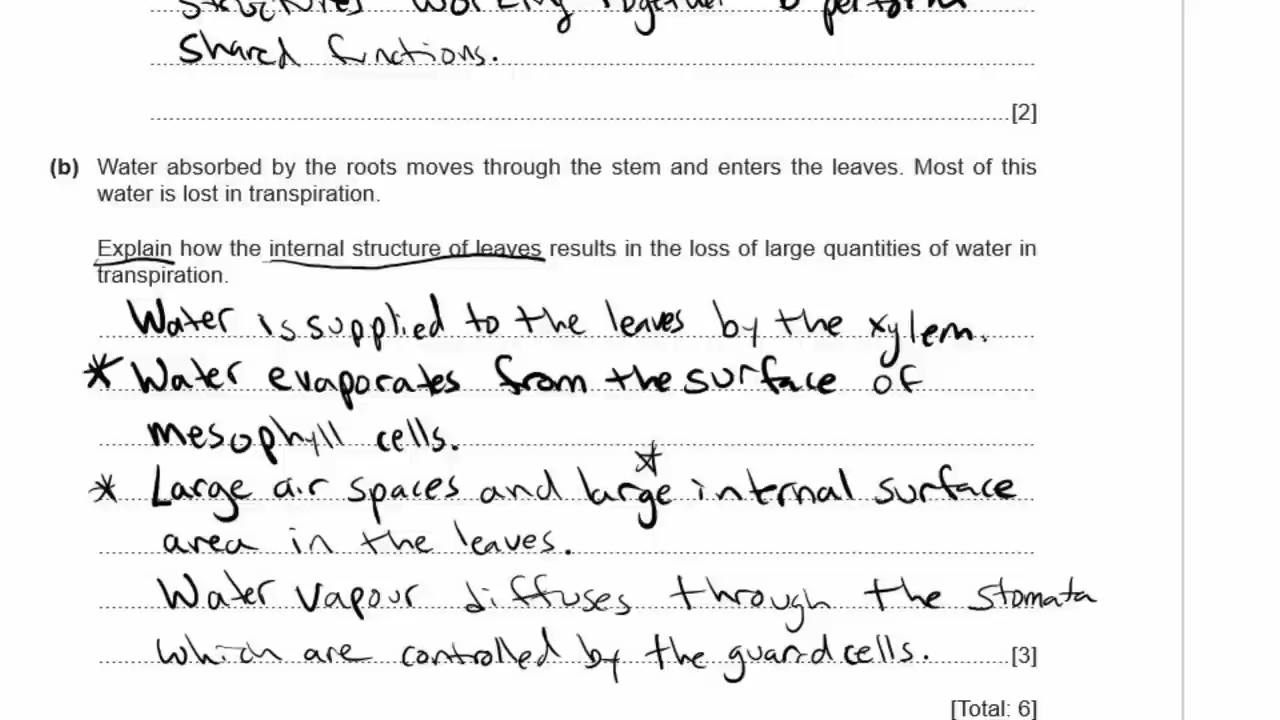 structures working together to perform
shared functions.
[2]
(b) Water absorbed by the roots moves through the stem and enters the leaves. Most of this
water is lost in transpiration.
Explain how the internal structure of leaves results in the loss of large quantities of water in
transpiration.
Water is supplied to the leaves by the xylem.
* Water evaporates from the surface of
mesophyll cells.
* Large air spaces and large internal surface
area in the leaves.
Water vapour diffuses through the stomata
which are controlled by the guard cells. [3]
[Total: 6]